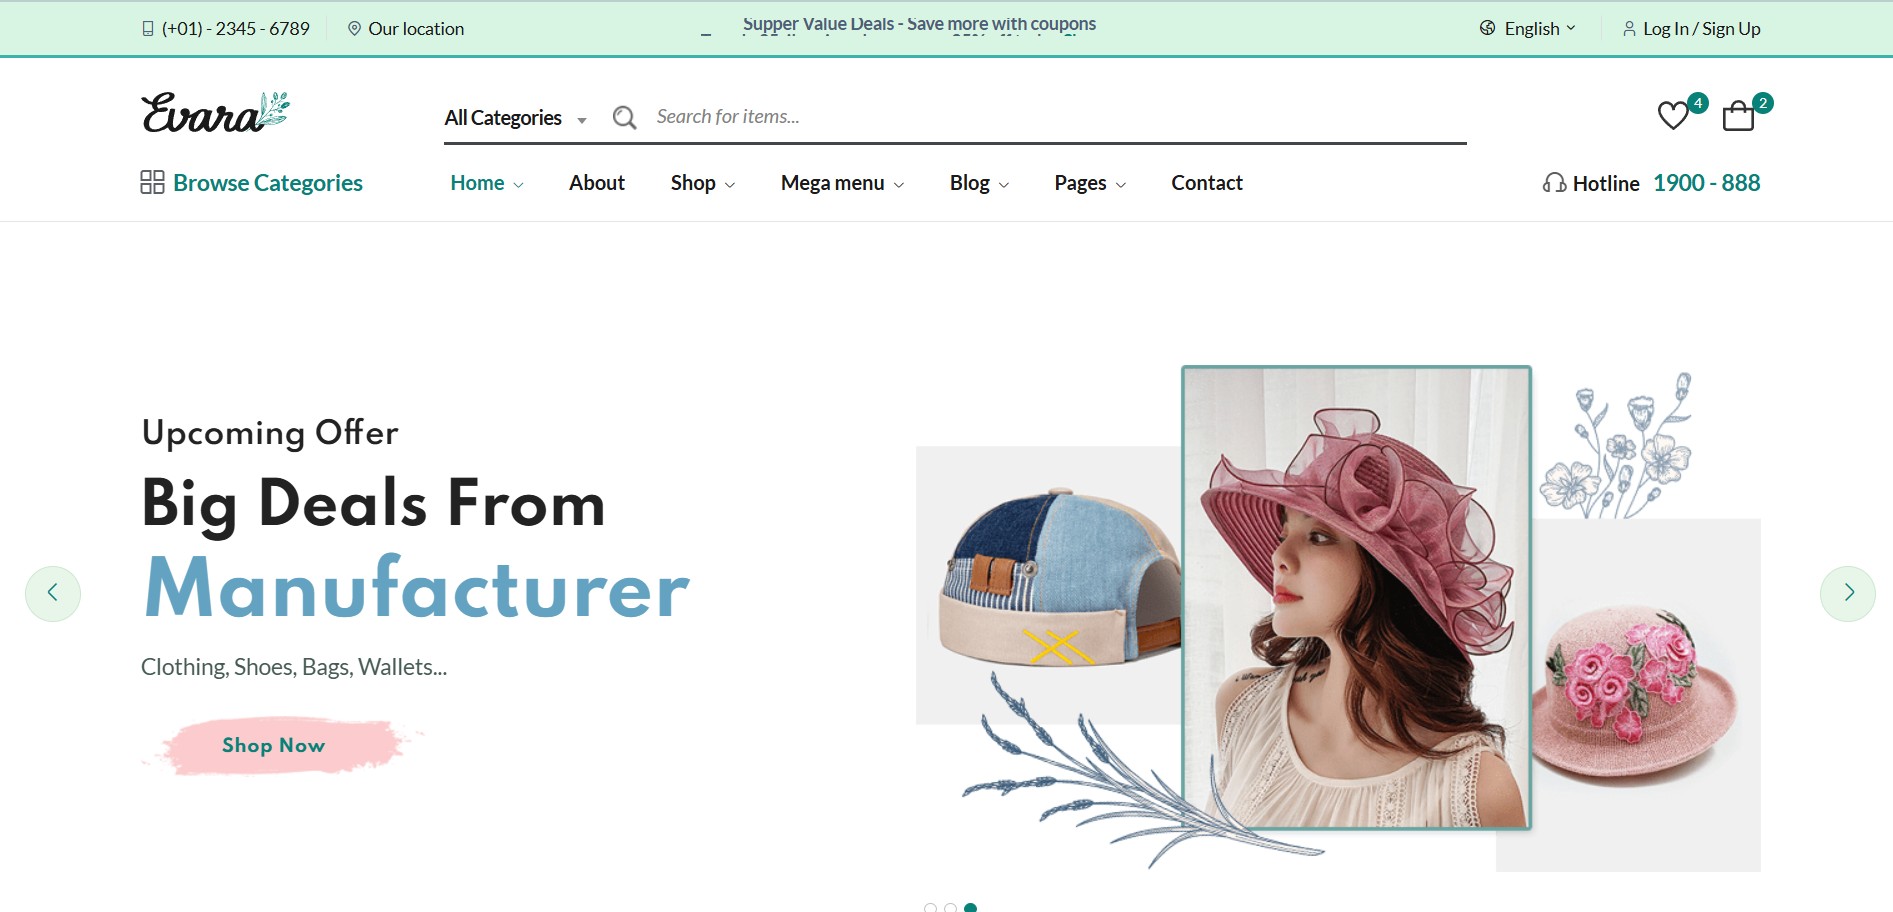 (+01) - 2345 - 6789
Our location
Supper Value Deals - Save more with coupons
English
Log In / Sign Up
Evara
All Categories
Search for items...
4
2
Browse Categories
Home
About
Shop
Mega menu
Blog
Pages
Contact
Hotline 1900 - 888
Upcoming Offer
Big Deals From
Manufacturer
Clothing, Shoes, Bags, Wallets...
Shop Now